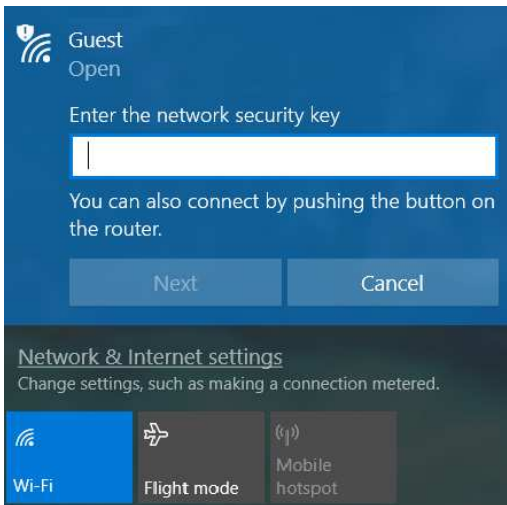 Guest
Open
Enter the network security key
You can also connect by pushing the button on
the router.
Next
Cancel
Network & Internet settings
Change settings, such as making a connection metered.
Wi-Fi
Flight mode
Mobile
hotspot